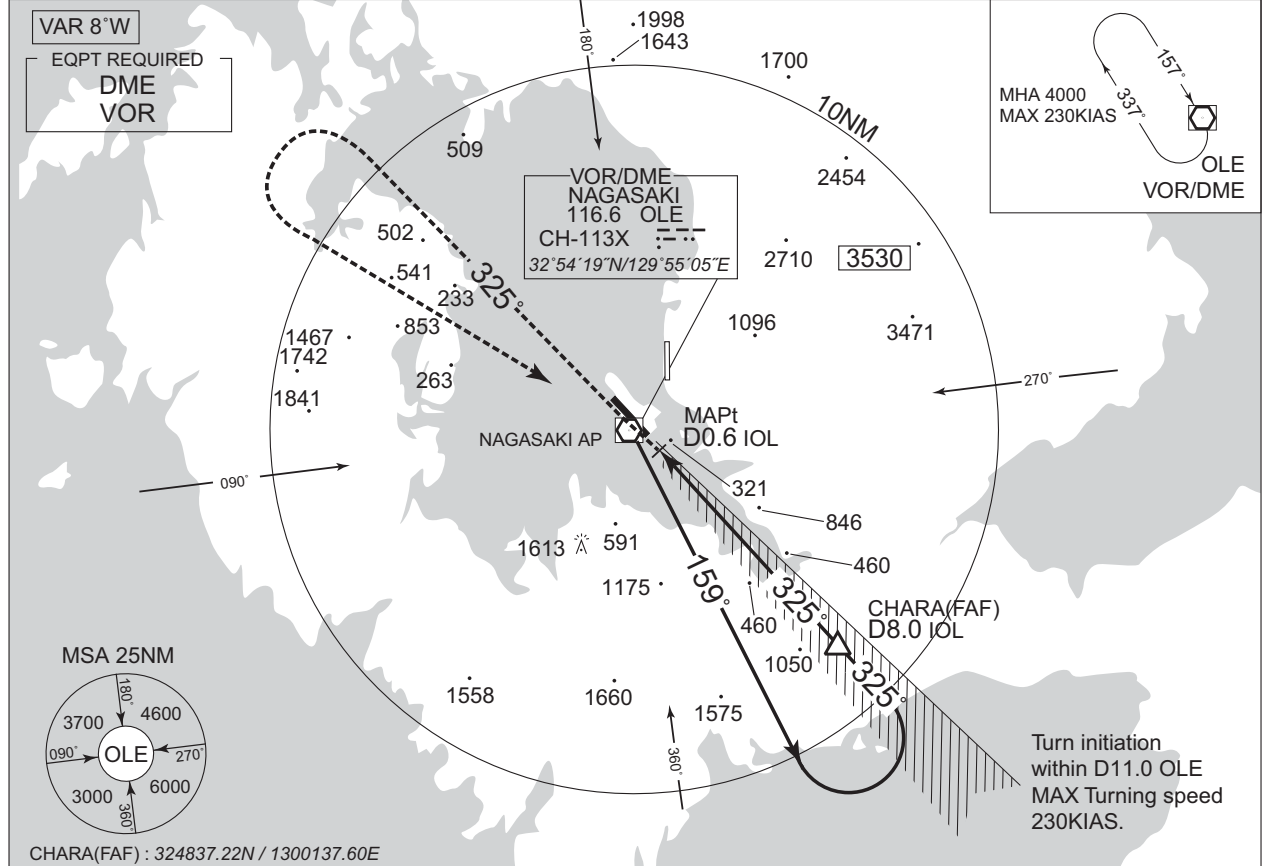 VAR 8°W
EQPT REQUIRED
DME
VOR
180°
1998
1643
1700
10NM
2454
509
MHA 4000
MAX 230KIAS
157°
337°
OLE
VOR/DME
VOR/DME
NAGASAKI
116.6 OLE
CH-113X
32°54´19˝N/129°55´05˝E
502
541
233
325°
2710
3530
1096
3471
853
1467
1742
263
1841
270°
NAGASAKI AP
MAPt
D0.6 IOL
090°
321
846
1613
591
460
1175
159°
325°
460
CHARA(FAF)
D8.0 IOL
1050
325°
1558
1660
1575
360°
MSA 25NM
180°
3700
4600
090°
OLE
270°
3000
6000
360°
Turn initiation
within D11.0 OLE
MAX Turning speed
230KIAS.
CHARA(FAF) : 324837.22N / 1300137.60E